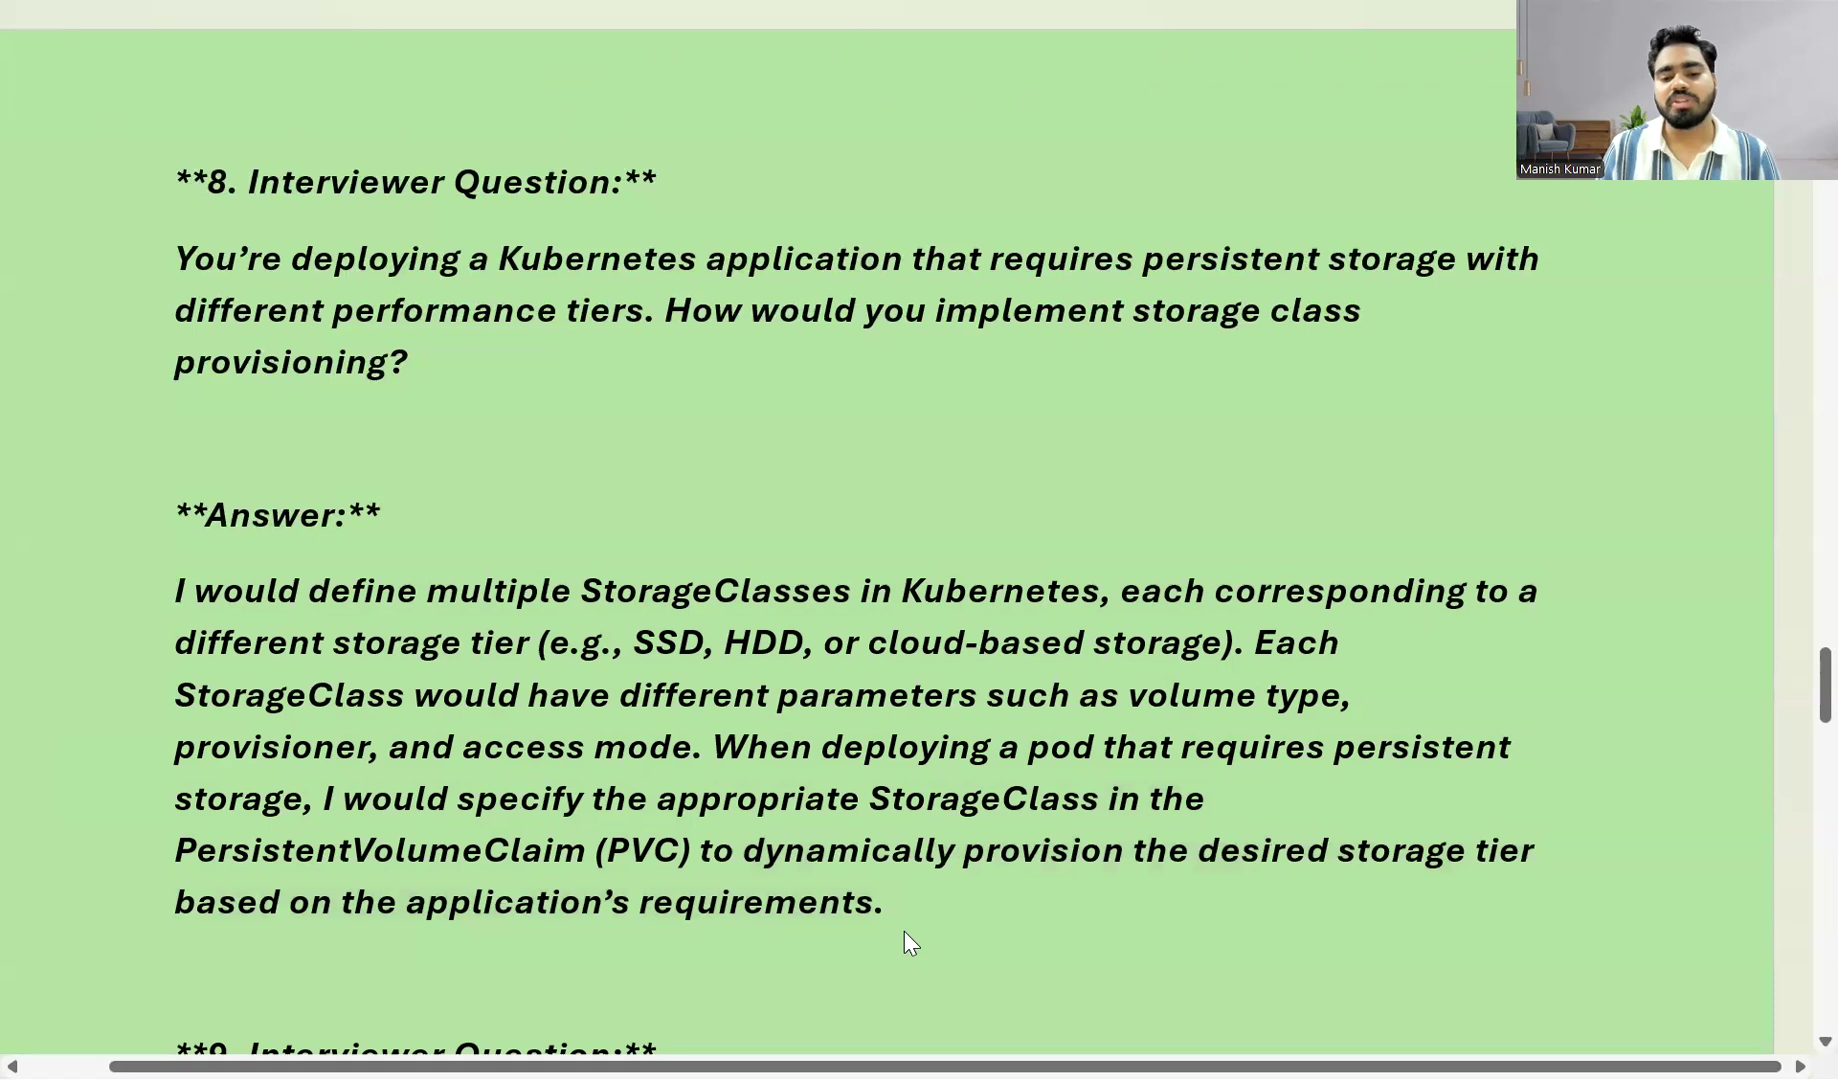 Manish Kumar
**8. Interviewer Question:**
You’re deploying a Kubernetes application that requires persistent storage with
different performance tiers. How would you implement storage class
provisioning?
**Answer:**
I would define multiple StorageClasses in Kubernetes, each corresponding to a
different storage tier (e.g., SSD, HDD, or cloud-based storage). Each
StorageClass would have different parameters such as volume type,
provisioner, and access mode. When deploying a pod that requires persistent
storage, I would specify the appropriate StorageClass in the
PersistentVolumeClaim (PVC) to dynamically provision the desired storage tier
based on the application’s requirements.
**9. Interviewer Question:**